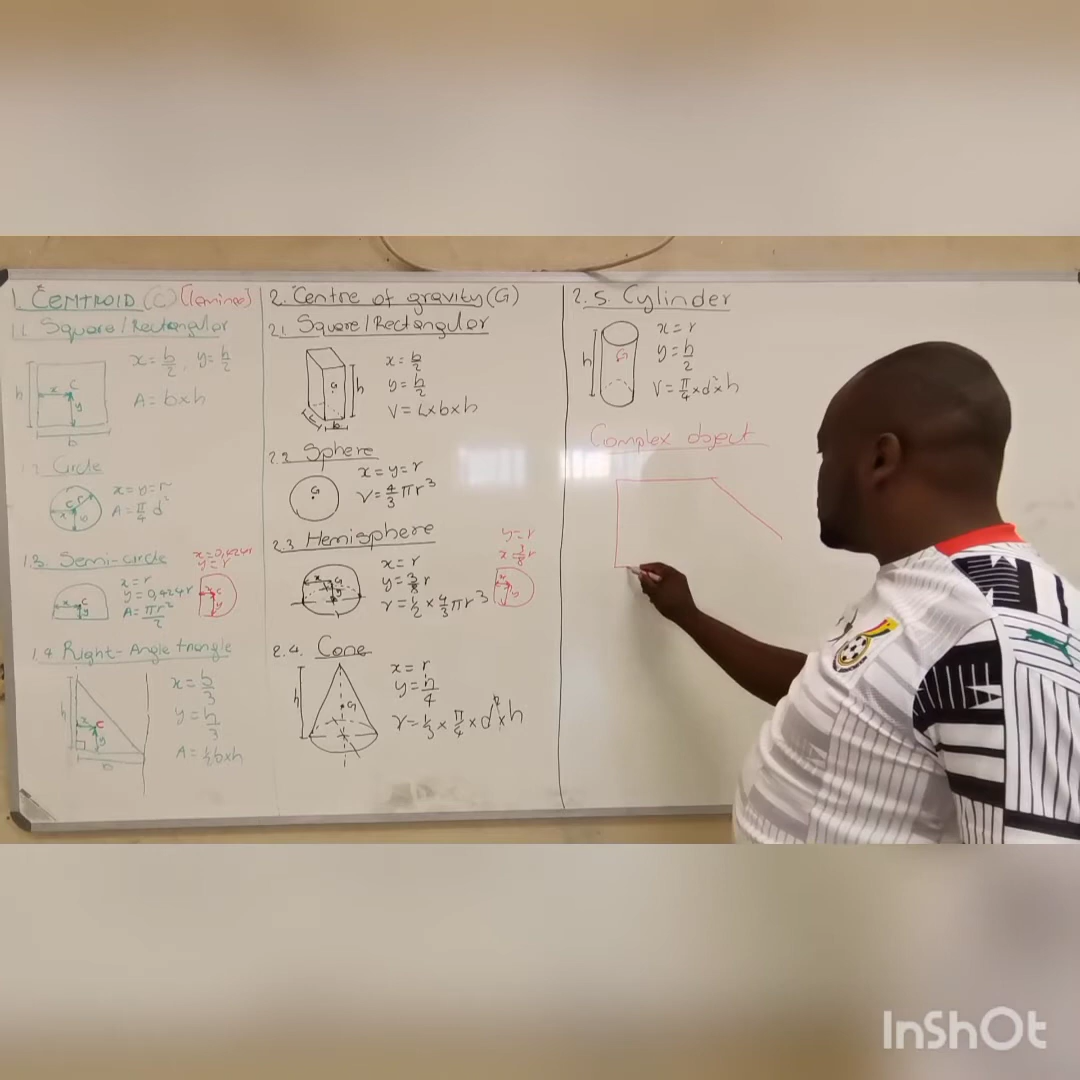 1. CENTROID (C) [lamina]
1.1 Square/Rectangular
x = b/2, y = h/2
A = b×h
h
x
C
y
b
1.2 Circle
x = y = r
A = π/4 d²
C
r
x
1.3. Semi-circle
x = r
y = 0,424r
A = πr²/2
x
C
y
x = 0,424r
y = r
x
C
y
1.4 Right-Angle triangle
x = b/3
y = h/3
A = ½b×h
h
x
C
y
b
2. Centre of gravity (G)
2.1 Square/Rectangular
x = b/2
y = h/2
V = L×b×h
G
h
L
b
2.2 Sphere
x = y = r
V = 4/3 πr³
G
2.3 Hemisphere
x = r
y = 3/8 r
V = ½ × 4/3 πr³
x
G
y
y = r
x = 3/8 r
x
G
y
2.4. Cone
x = r
y = h/4
V = 1/3 × π/4 × d² × h
h
G
2.5. Cylinder
x = r
y = h/2
V = π/4 × d² × h
h
G
Complex object
InShOt